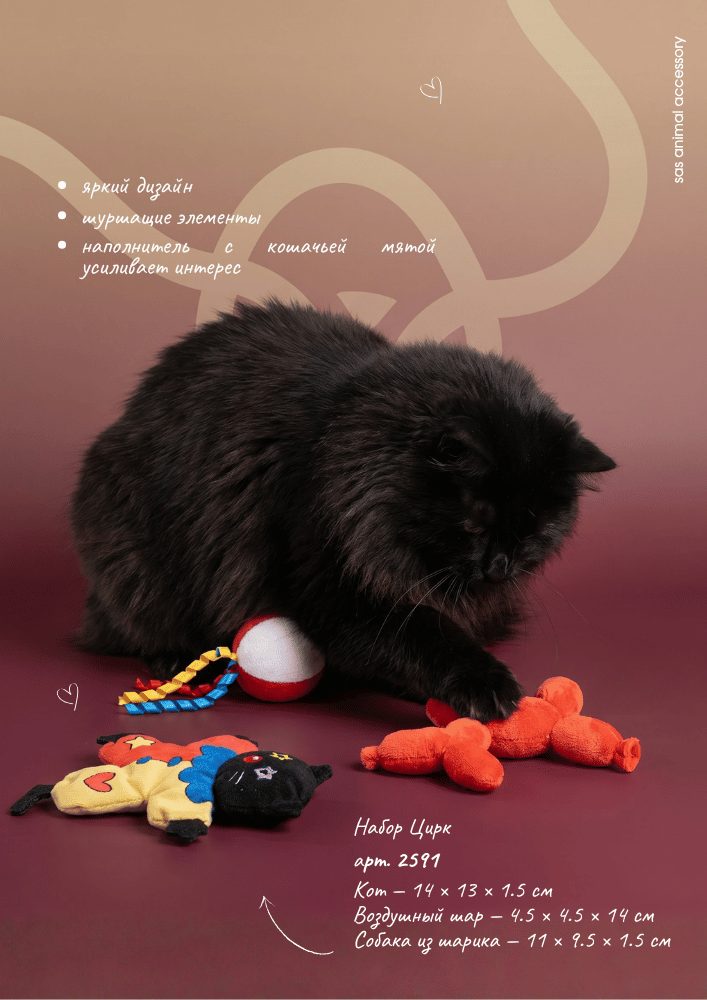 sas animal accessory
яркий дизайн
шуршащие элементы
наполнитель с кошачьей мятой
усиливает интерес
Набор Цирк
арт. 2591
Кот – 14 × 13 × 1.5 см
Воздушный шар – 4.5 × 4.5 × 14 см
Собака из шарика – 11 × 9.5 × 1.5 см